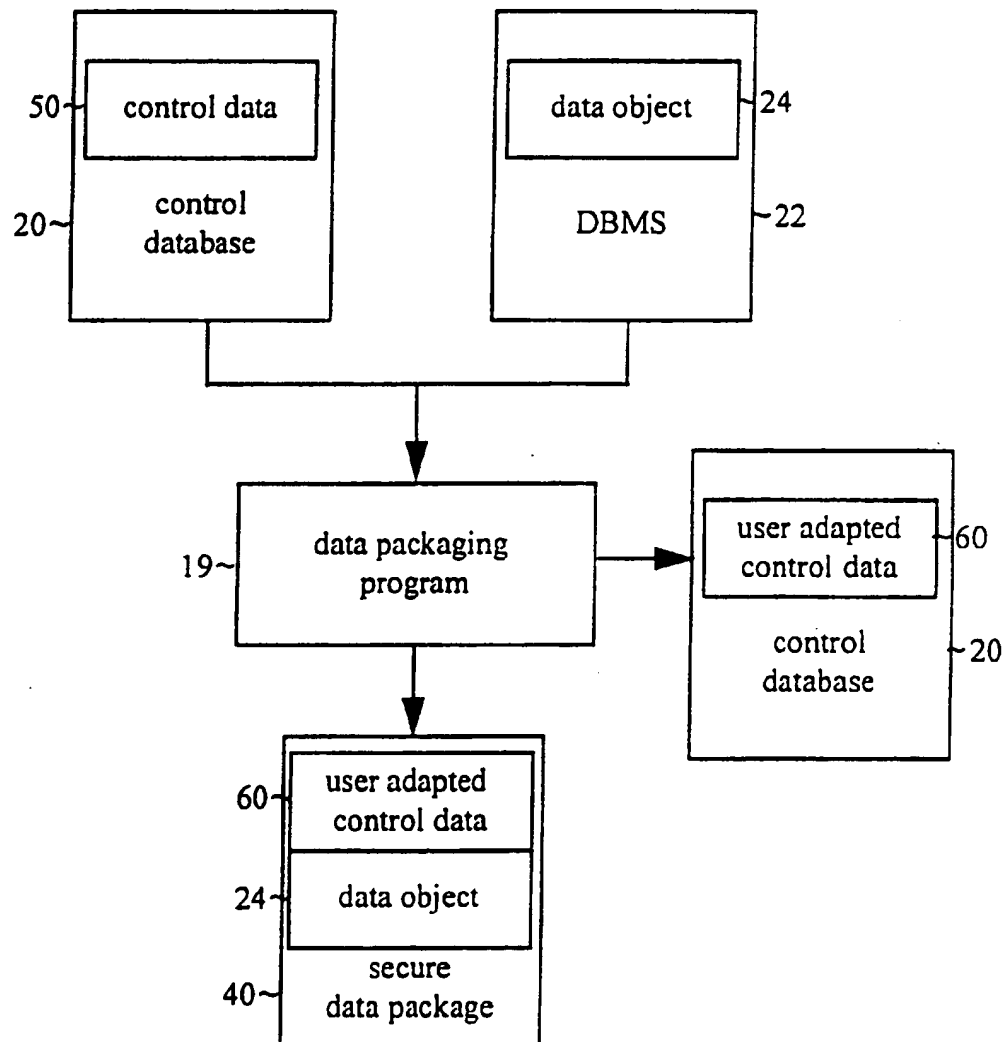 50 control data
data object 24
20 control
database
DBMS 22
19 data packaging
program
user adapted 60
control data
control 20
database
60 user adapted
control data
24 data object
secure
40 data package